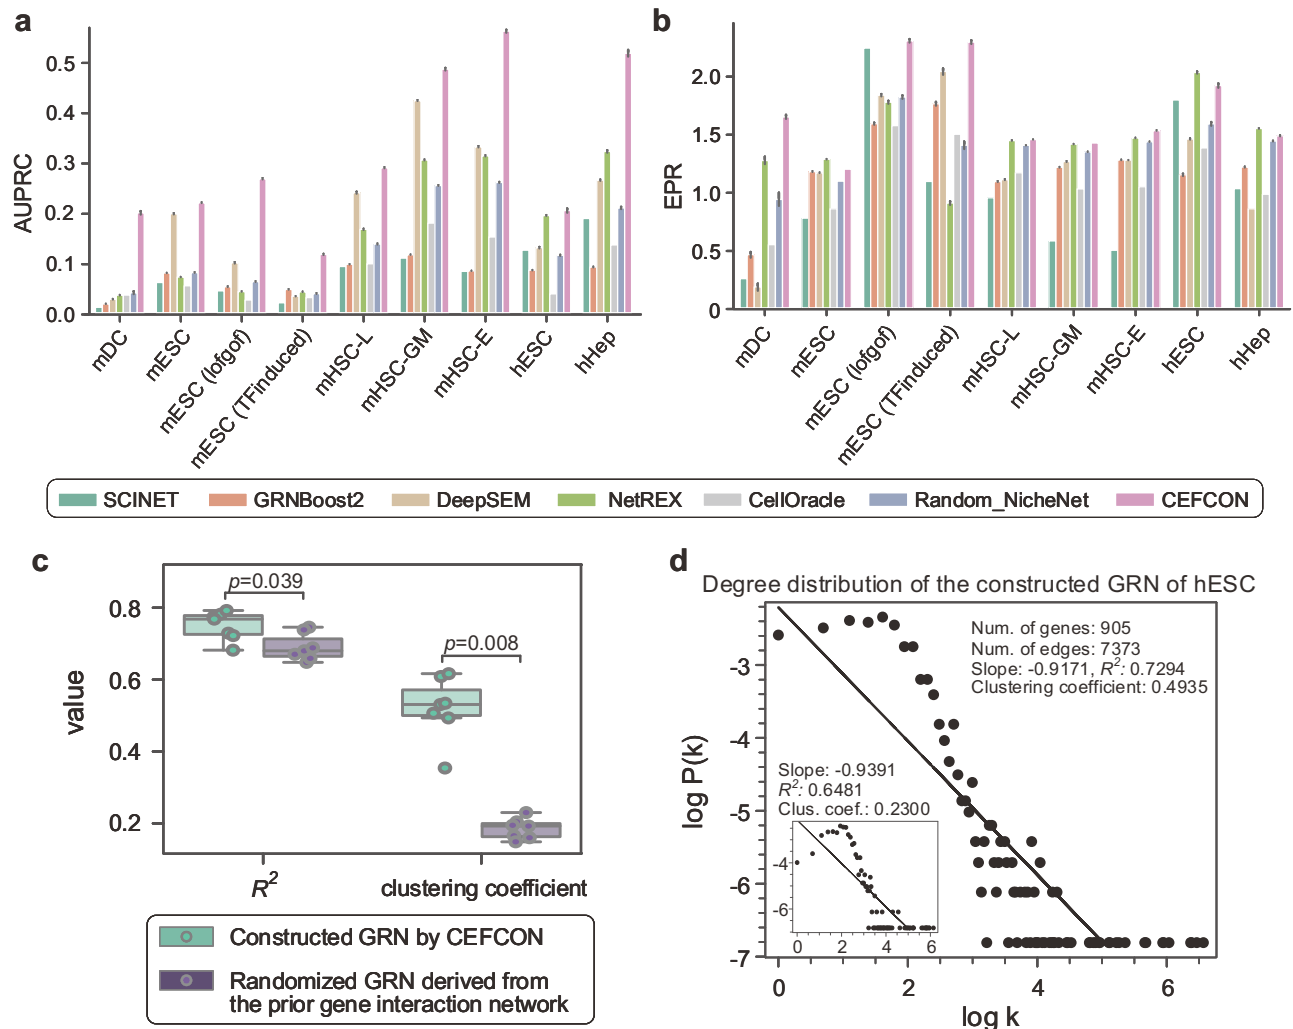 a
AUPRC
0.5
0.4
0.3
0.2
0.1
0.0
mDC
mESC
mESC (lofgof)
mESC (TFinduced)
mHSC-L
mHSC-GM
mHSC-E
hESC
hHep
b
EPR
2.0
1.5
1.0
0.5
0
mDC
mESC
mESC (lofgof)
mESC (TFinduced)
mHSC-L
mHSC-GM
mHSC-E
hESC
hHep
SCINET GRNBoost2 DeepSEM NetREX CellOracle Random_NicheNet CEFCON
c
value
0.8
0.6
0.4
0.2
p=0.039
p=0.008
R²
clustering coefficient
Constructed GRN by CEFCON
Randomized GRN derived from
the prior gene interaction network
d
Degree distribution of the constructed GRN of hESC
Num. of genes: 905
Num. of edges: 7373
Slope: -0.9171, R²: 0.7294
Clustering coefficient: 0.4935
log P(k)
-3
-4
-5
-6
-7
Slope: -0.9391
R²: 0.6481
Clus. coef.: 0.2300
-4
-6
0 2 4 6
0 2 4 6
log k